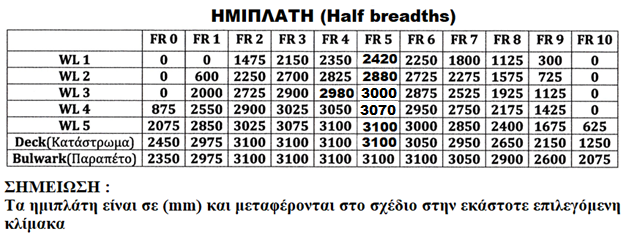 ΗΜΙΠΛΑΤΗ (Half breadths)
FR 0 FR 1 FR 2 FR 3 FR 4 FR 5 FR 6 FR 7 FR 8 FR 9 FR 10
WL 1 0 0 1475 2150 2350 2420 2250 1800 1125 300 0
WL 2 0 600 2250 2700 2825 2880 2725 2275 1575 725 0
WL 3 0 2000 2725 2900 2980 3000 2875 2525 1925 1125 0
WL 4 875 2550 2900 3025 3050 3070 2950 2750 2175 1425 0
WL 5 2075 2850 3025 3075 3100 3100 3000 2850 2400 1675 625
Deck(Κατάστρωμα) 2450 2975 3100 3100 3100 3100 3050 2950 2650 2150 1250
Bulwark(Παραπέτο) 2350 2975 3100 3100 3100 3100 3100 3050 2900 2600 2075
ΣΗΜΕΙΩΣΗ :
Τα ημιπλάτη είναι σε (mm) και μεταφέρονται στο σχέδιο στην εκάστοτε επιλεγόμενη
κλίμακα